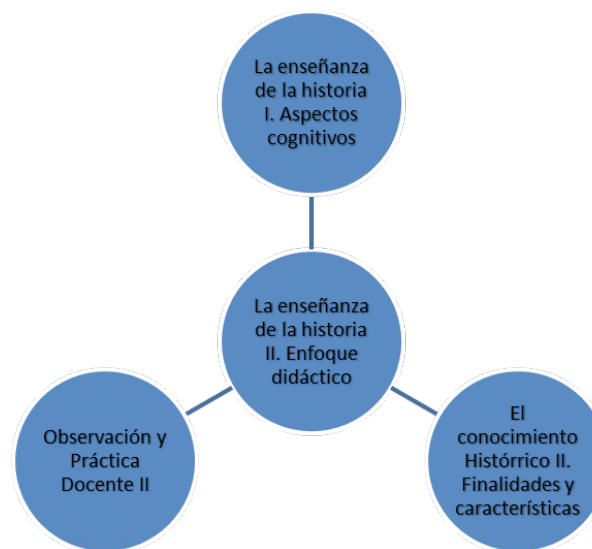 La enseñanza
de la historia
I. Aspectos
cognitivos
La enseñanza
de la historia
II. Enfoque
didáctico
Observación y
Práctica
Docente II
El
conocimiento
Histórrico II.
Finalidades y
características